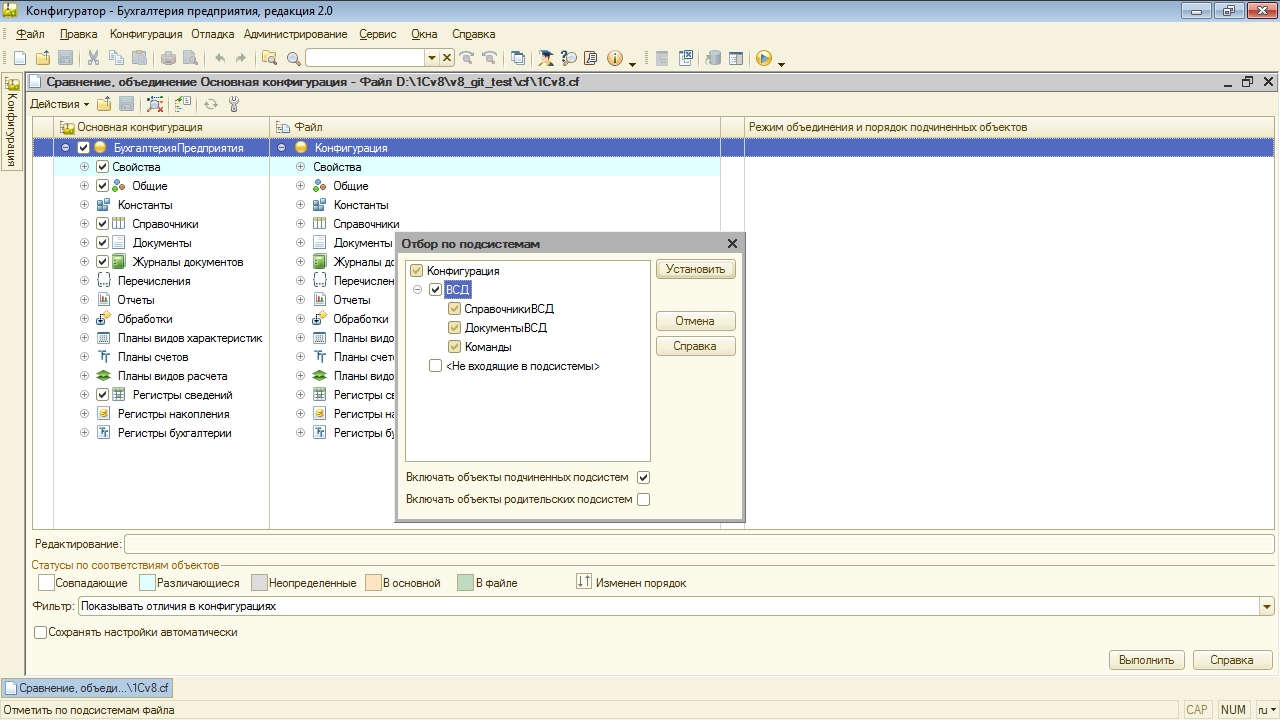 Конфигуратор - Бухгалтерия предприятия, редакция 2.0
Файл Правка Конфигурация Отладка Администрирование Сервис Окна Справка
Конфигурация
Сравнение, объединение Основная конфигурация - Файл D:\1Cv8\v8_git_test\cf\1Cv8.cf
Действия
Основная конфигурация Файл Режим объединения и порядок подчиненных объектов
БухгалтерияПредприятия Конфигурация
Свойства Свойства
Общие Общие
Константы Константы
Справочники Справочники
Документы Документы
Журналы документов Журналы до
Перечисления Перечислен
Отчеты Отчеты
Обработки Обработки
Планы видов характеристик Планы видо
Планы счетов Планы счет
Планы видов расчета Планы видо
Регистры сведений Регистры св
Регистры накопления Регистры на
Регистры бухгалтерии Регистры бу
Отбор по подсистемам
Конфигурация
ВСД
СправочникиВСД
ДокументыВСД
Команды
<Не входящие в подсистемы>
Установить
Отмена
Справка
Включать объекты подчиненных подсистем
Включать объекты родительских подсистем
Редактирование:
Статусы по соответствиям объектов
Совпадающие Различающиеся Неопределенные В основной В файле Изменен порядок
Фильтр: Показывать отличия в конфигурациях
Сохранять настройки автоматически
Выполнить Справка
Сравнение, объеди...\1Cv8.cf
Отметить по подсистемам файла CAP NUM ru